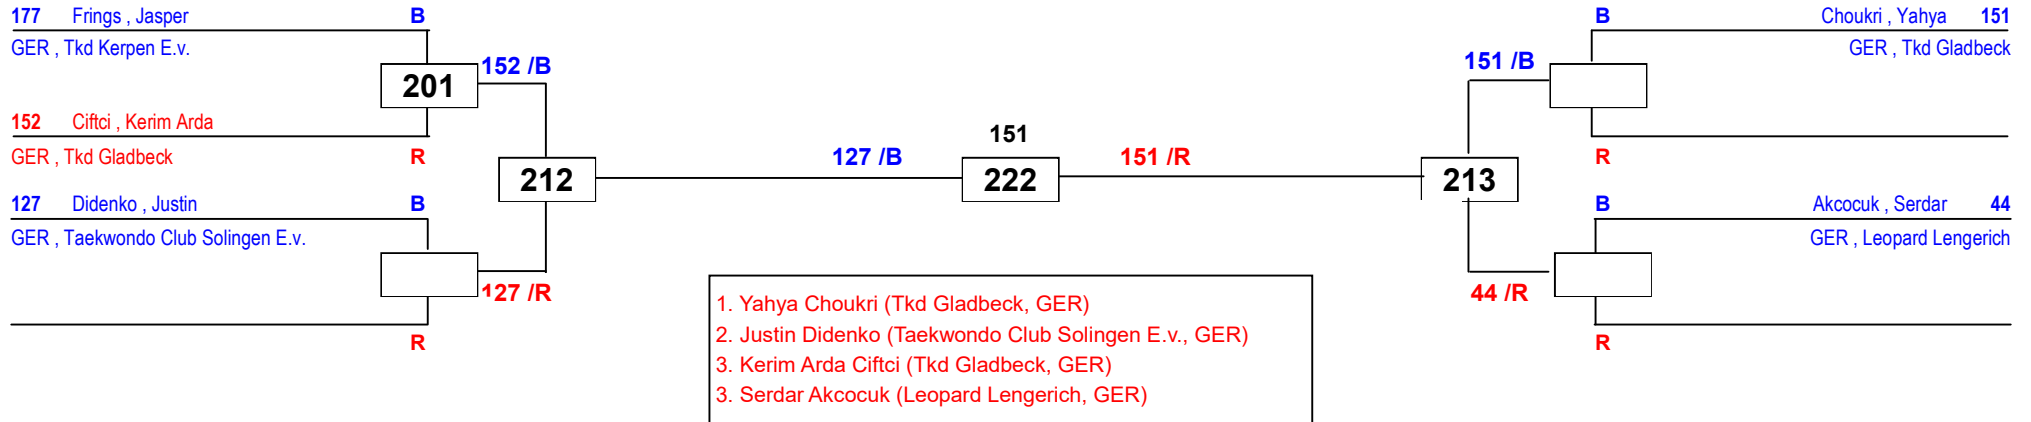 177 Frings , Jasper B
GER , Tkd Kerpen E.v.
201
152 /B
152 Ciftci , Kerim Arda
GER , Tkd Gladbeck R
212
127 Didenko , Justin B
GER , Taekwondo Club Solingen E.v.
127 /R
R
127 /B
151
222
151 /R
B Choukri , Yahya 151
GER , Tkd Gladbeck
151 /B
R
213
B Akcocuk , Serdar 44
GER , Leopard Lengerich
44 /R
R
1. Yahya Choukri (Tkd Gladbeck, GER)
2. Justin Didenko (Taekwondo Club Solingen E.v., GER)
3. Kerim Arda Ciftci (Tkd Gladbeck, GER)
3. Serdar Akcocuk (Leopard Lengerich, GER)